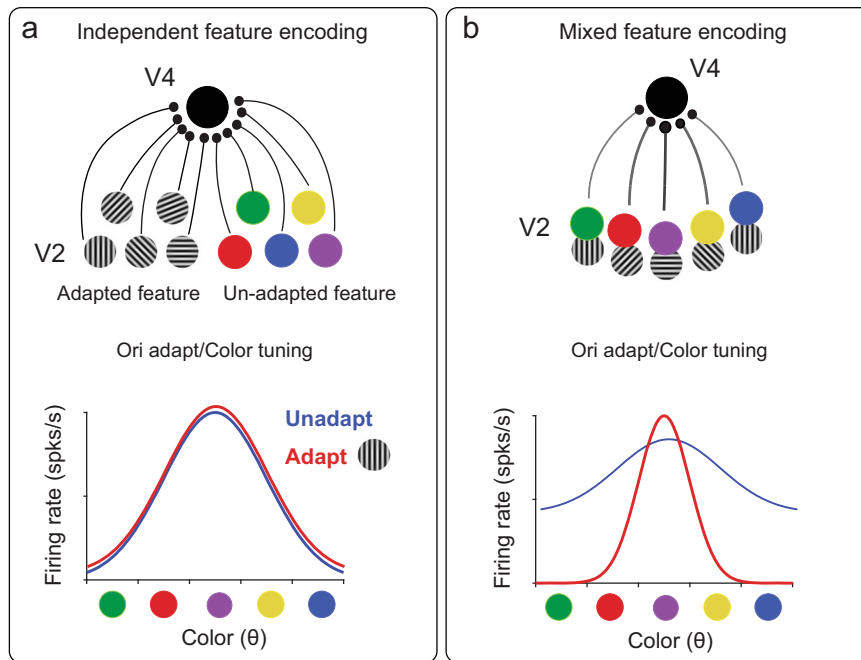 a
Independent feature encoding
V4
V2
Adapted feature
Un-adapted feature
Ori adapt/Color tuning
Firing rate (spks/s)
Unadapt
Adapt
Color (θ)
b
Mixed feature encoding
V4
V2
Ori adapt/Color tuning
Firing rate (spks/s)
Color (θ)